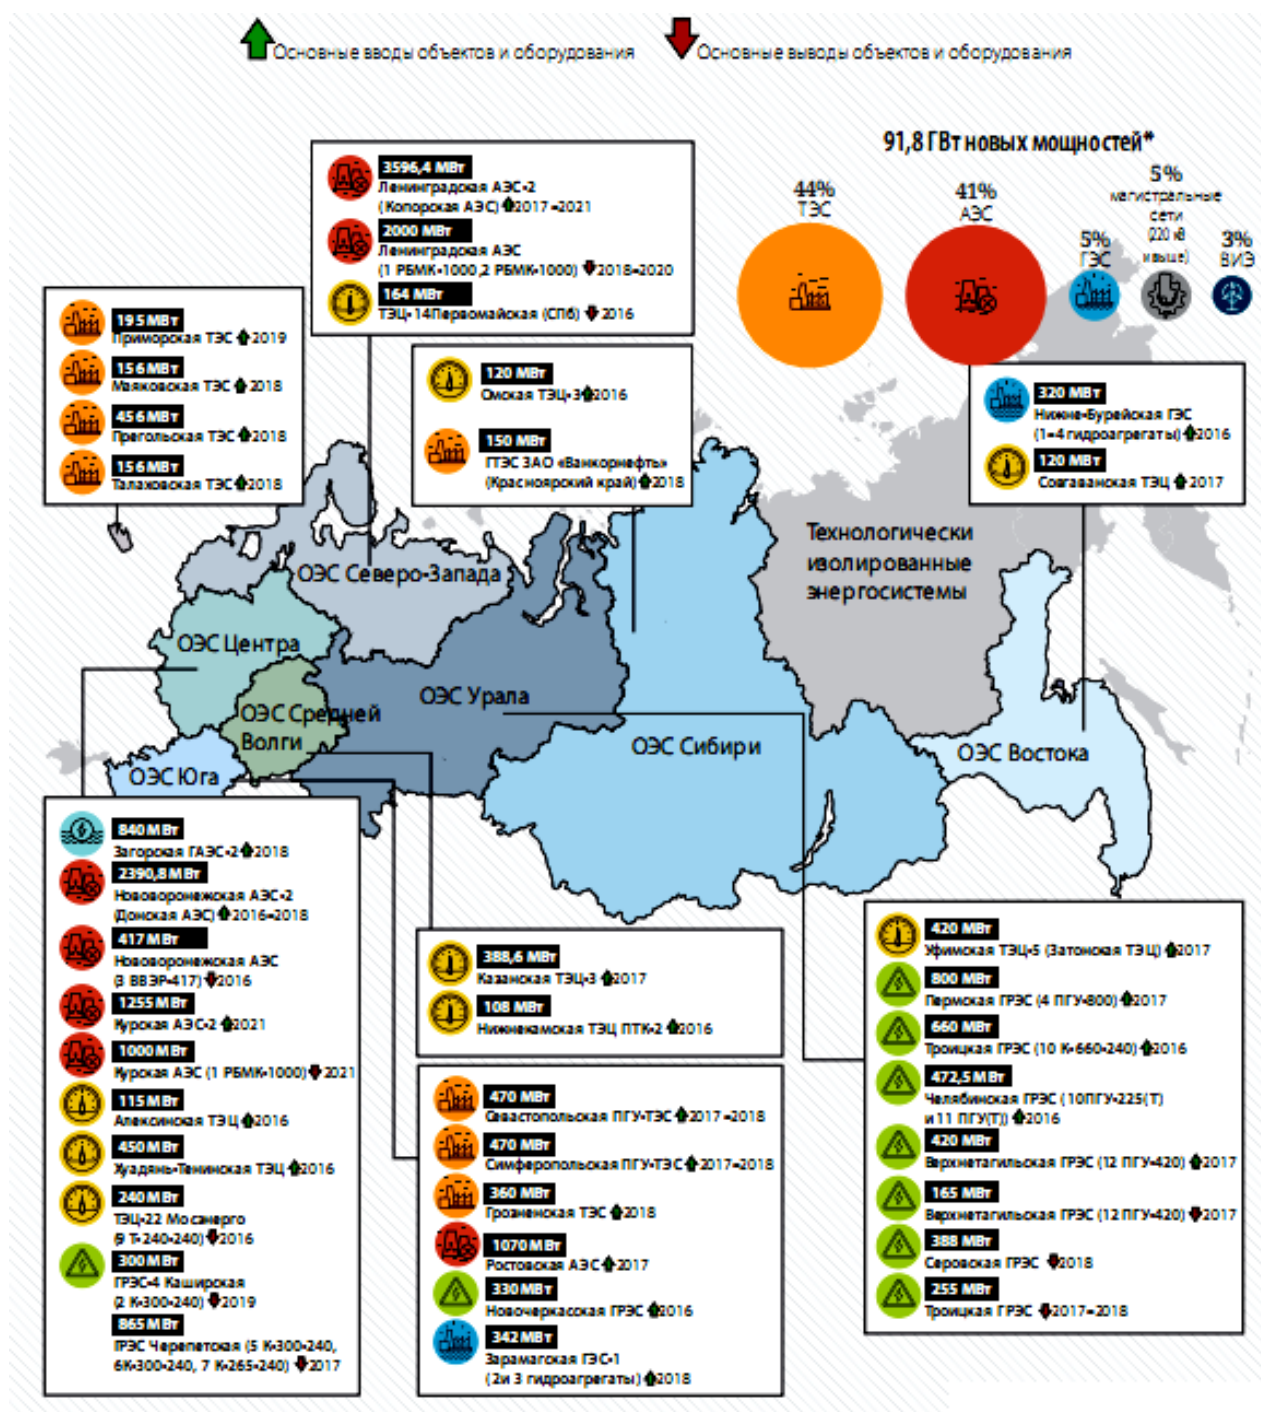 Основные вводы объектов и оборудования
Основные выводы объектов и оборудования
91,8 ГВт новых мощностей*
44%
ТЭС
41%
АЭС
5%
ГЭС
5%
магистральные
сети
(220 кВ
и выше)
3%
ВИЭ
3596,4 МВт
Ленинградская АЭС-2
(Копорская АЭС) 2017-2021
2000 МВт
Ленинградская АЭС
(1 РБМК-1000,2 РБМК-1000) 2018-2020
164 МВт
ТЭЦ-14Первомайская (СПб) 2016
195 МВт
Приморская ТЭС 2019
156 МВт
Маяковская ТЭС 2018
456 МВт
Прегольская ТЭС 2018
156 МВт
Талаховская ТЭС 2018
120 МВт
Омская ТЭЦ-3 2016
150 МВт
ГТЭС ЗАО «Ванкорнефть»
(Красноярский край) 2018
320 МВт
Нижне-Бурейская ГЭС
(1-4 гидроагрегаты) 2016
120 МВт
Совгаванская ТЭЦ 2017
Технологически
изолированные
энергосистемы
ОЭС Северо-Запада
ОЭС Центра
ОЭС Средней
Волги
ОЭС Юга
ОЭС Урала
ОЭС Сибири
ОЭС Востока
840 МВт
Загорская ГАЭС-2 2018
2390,8 МВт
Нововоронежская АЭС-2
(Донская АЭС) 2016-2018
417 МВт
Нововоронежская АЭС
(3 ВВЭР-417) 2016
1255 МВт
Курская АЭС-2 2021
1000 МВт
Курская АЭС (1 РБМК-1000) 2021
115 МВт
Алексинская ТЭЦ 2016
450 МВт
Хуадянь-Тенинская ТЭЦ 2016
240 МВт
ТЭЦ-22 Мосэнерго
(9 Т-240-240) 2016
300 МВт
ГРЭС-4 Каширская
(2 К-300-240) 2019
865 МВт
ГРЭС Черепетская (5 К-300-240,
6К-300-240, 7 К-265-240) 2017
388,6 МВт
Казанская ТЭЦ-3 2017
108 МВт
Нижнекамская ТЭЦ ПТК-2 2016
470 МВт
Севастопольская ПГУ-ТЭС 2017-2018
470 МВт
Симферопольская ПГУ-ТЭС 2017-2018
360 МВт
Грозненская ТЭС 2018
1070 МВт
Ростовская АЭС 2017
330 МВт
Новочеркасская ГРЭС 2016
342 МВт
Зарамагская ГЭС-1
(2и 3 гидроагрегаты) 2018
420 МВт
Уфимская ТЭЦ-5 (Затонская ТЭЦ) 2017
800 МВт
Пермская ГРЭС (4 ПГУ-800) 2017
660 МВт
Троицкая ГРЭС (10 К-660-240) 2016
472,5 МВт
Челябинская ГРЭС (10ПГУ-225(Т)
и 11 ПГУ(Т)) 2016
420 МВт
Верхнетагильская ГРЭС (12 ПГУ-420) 2017
165 МВт
Верхнетагильская ГРЭС (12 ПГУ-420) 2017
388 МВт
Серовская ГРЭС 2018
255 МВт
Троицкая ГРЭС 2017-2018